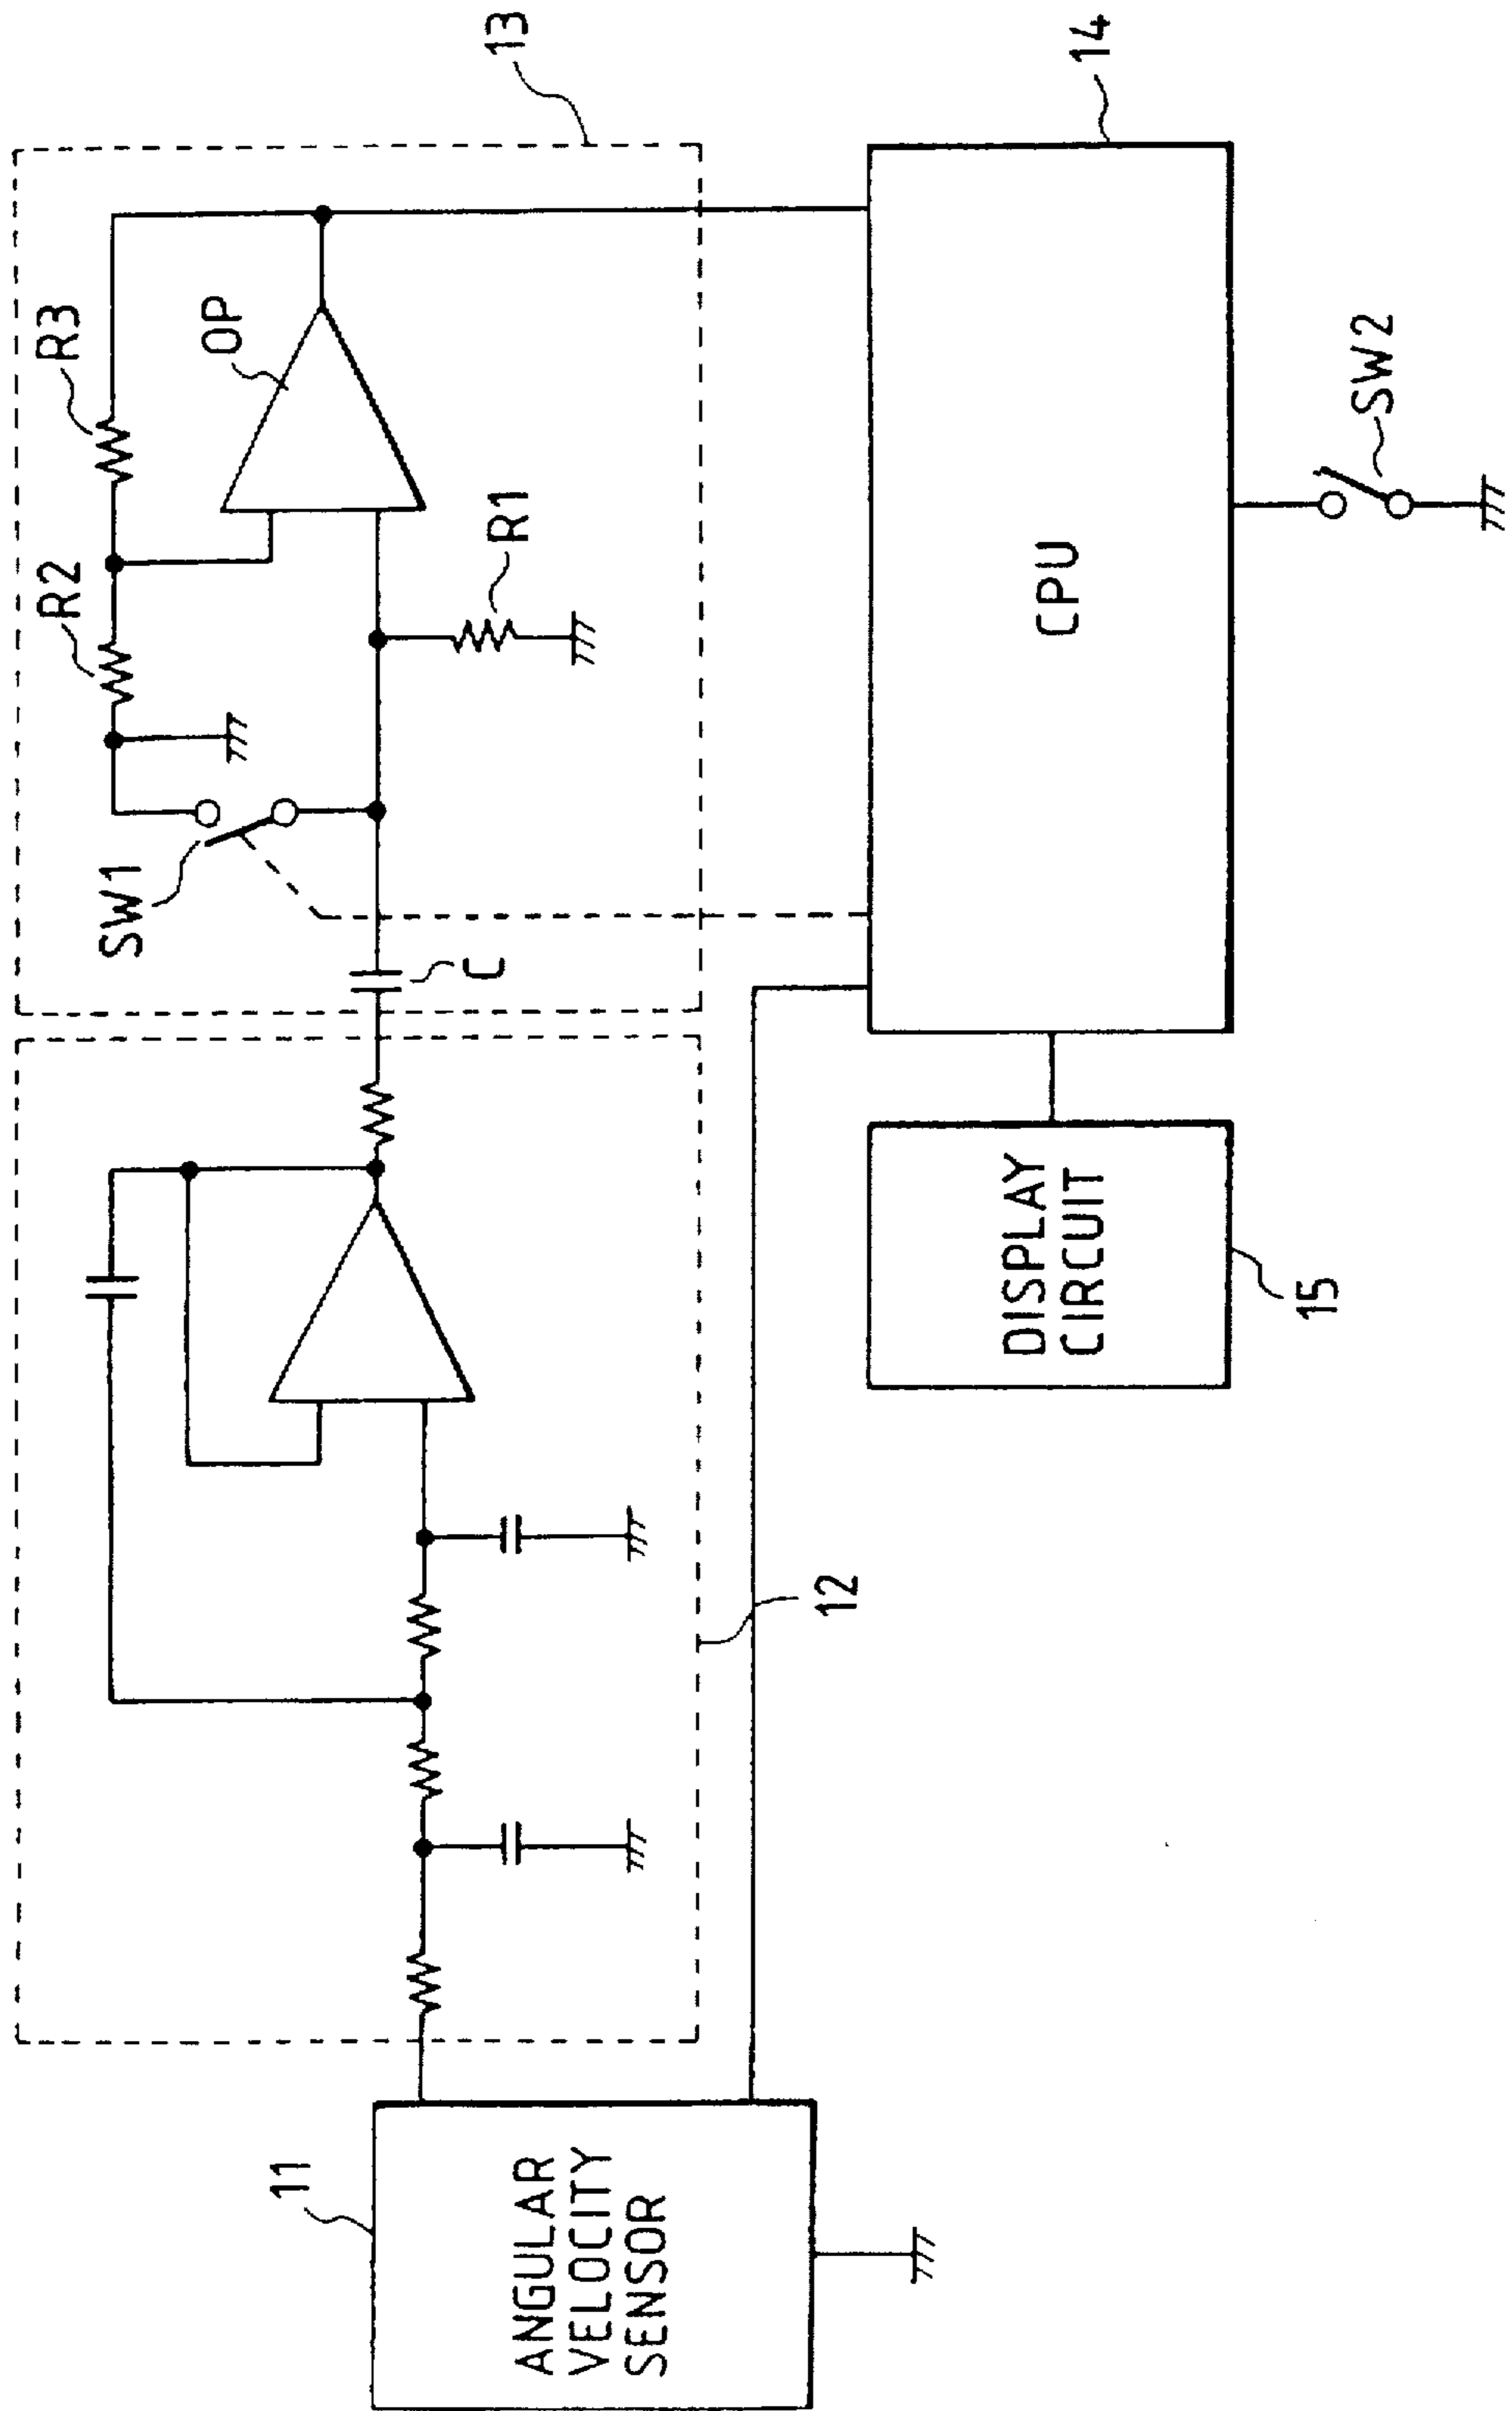 11
ANGULAR
VELOCITY
SENSOR
12
13
SW1
R2
R3
OP
C
R1
14
CPU
SW2
DISPLAY
CIRCUIT
15